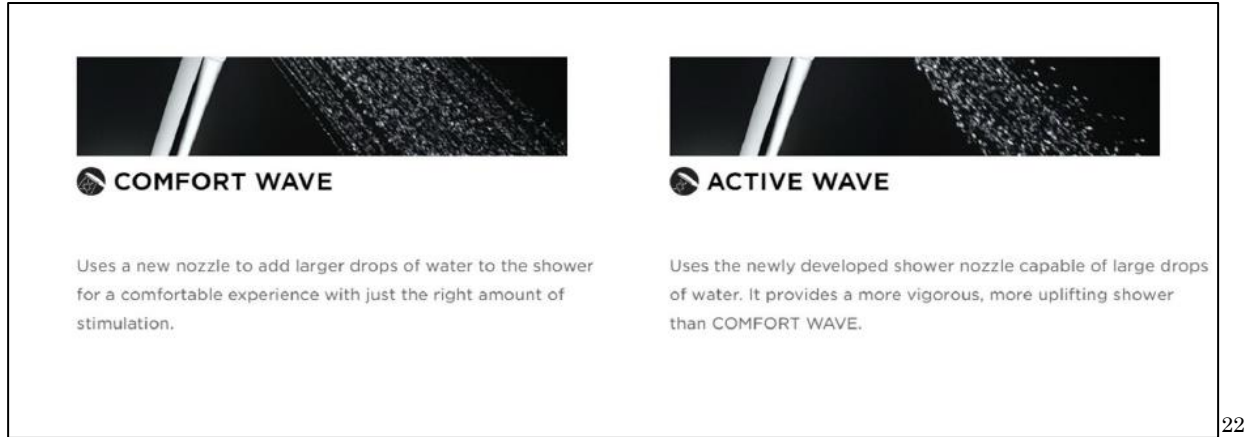 COMFORT WAVE
Uses a new nozzle to add larger drops of water to the shower
for a comfortable experience with just the right amount of
stimulation.
ACTIVE WAVE
Uses the newly developed shower nozzle capable of large drops
of water. It provides a more vigorous, more uplifting shower
than COMFORT WAVE.
22